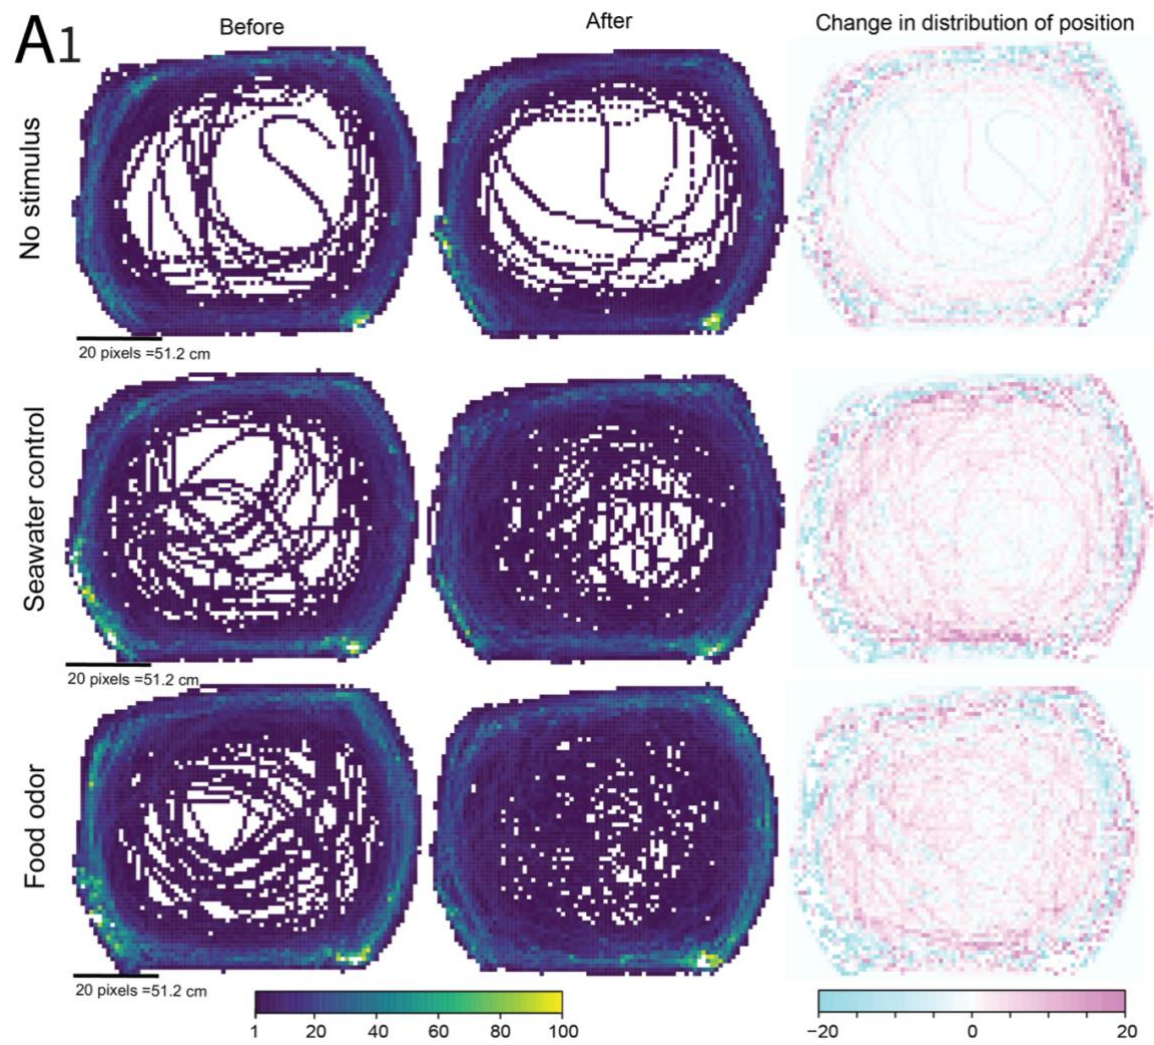 A1
Before
After
Change in distribution of position
No stimulus
20 pixels =51.2 cm
Seawater control
20 pixels =51.2 cm
Food odor
20 pixels =51.2 cm
1 20 40 60 80 100
−20 0 20